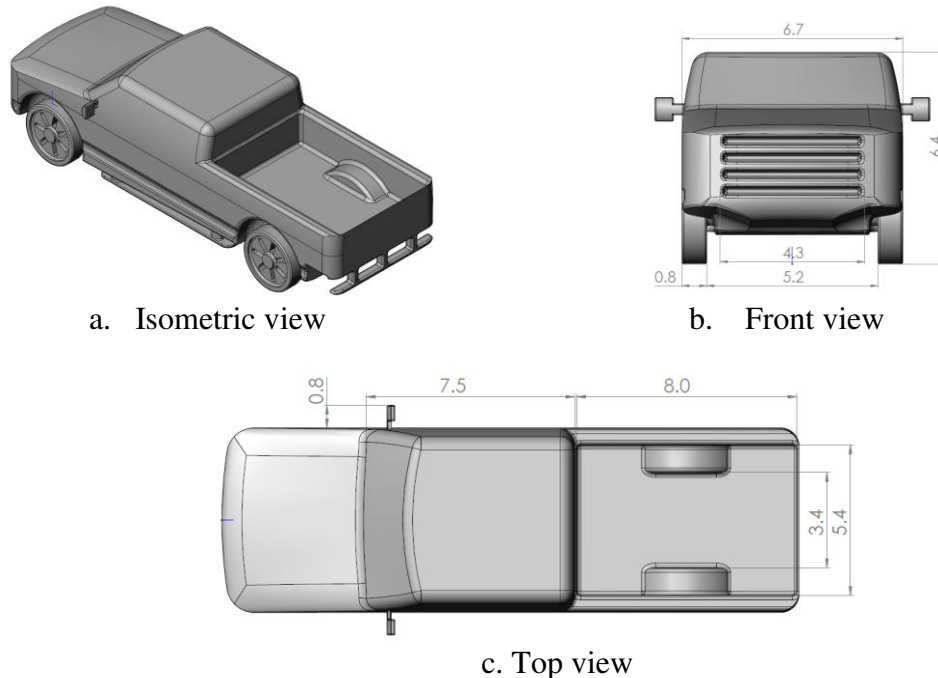 6.7
6.4
4.3
0.8 5.2
a. Isometric view
b. Front view
0.8 7.5 8.0
3.4 5.4
c. Top view